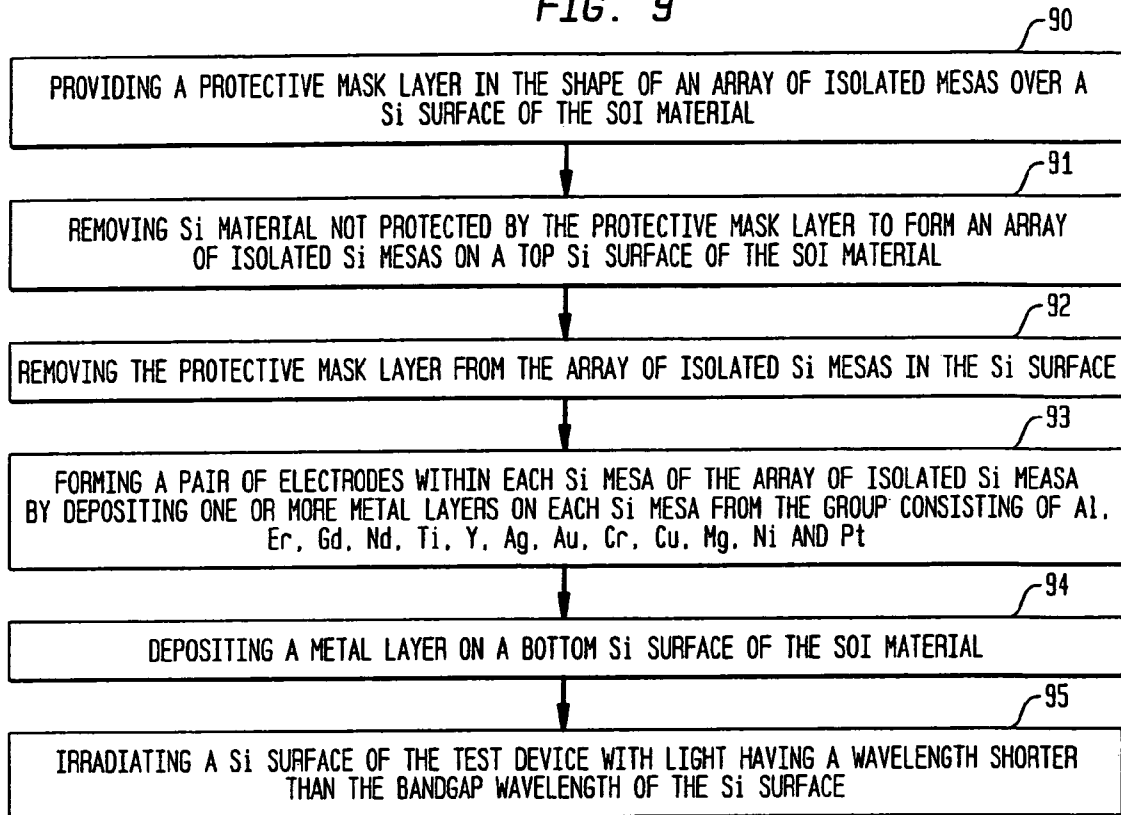 FIG. 9
90
PROVIDING A PROTECTIVE MASK LAYER IN THE SHAPE OF AN ARRAY OF ISOLATED MESAS OVER A
Si SURFACE OF THE SOI MATERIAL
91
REMOVING Si MATERIAL NOT PROTECTED BY THE PROTECTIVE MASK LAYER TO FORM AN ARRAY
OF ISOLATED Si MESAS ON A TOP Si SURFACE OF THE SOI MATERIAL
92
REMOVING THE PROTECTIVE MASK LAYER FROM THE ARRAY OF ISOLATED Si MESAS IN THE Si SURFACE
93
FORMING A PAIR OF ELECTRODES WITHIN EACH Si MESA OF THE ARRAY OF ISOLATED Si MEASA
BY DEPOSITING ONE OR MORE METAL LAYERS ON EACH Si MESA FROM THE GROUP CONSISTING OF Al,
Er, Gd, Nd, Ti, Y, Ag, Au, Cr, Cu, Mg, Ni AND Pt
94
DEPOSITING A METAL LAYER ON A BOTTOM Si SURFACE OF THE SOI MATERIAL
95
IRRADIATING A Si SURFACE OF THE TEST DEVICE WITH LIGHT HAVING A WAVELENGTH SHORTER
THAN THE BANDGAP WAVELENGTH OF THE Si SURFACE